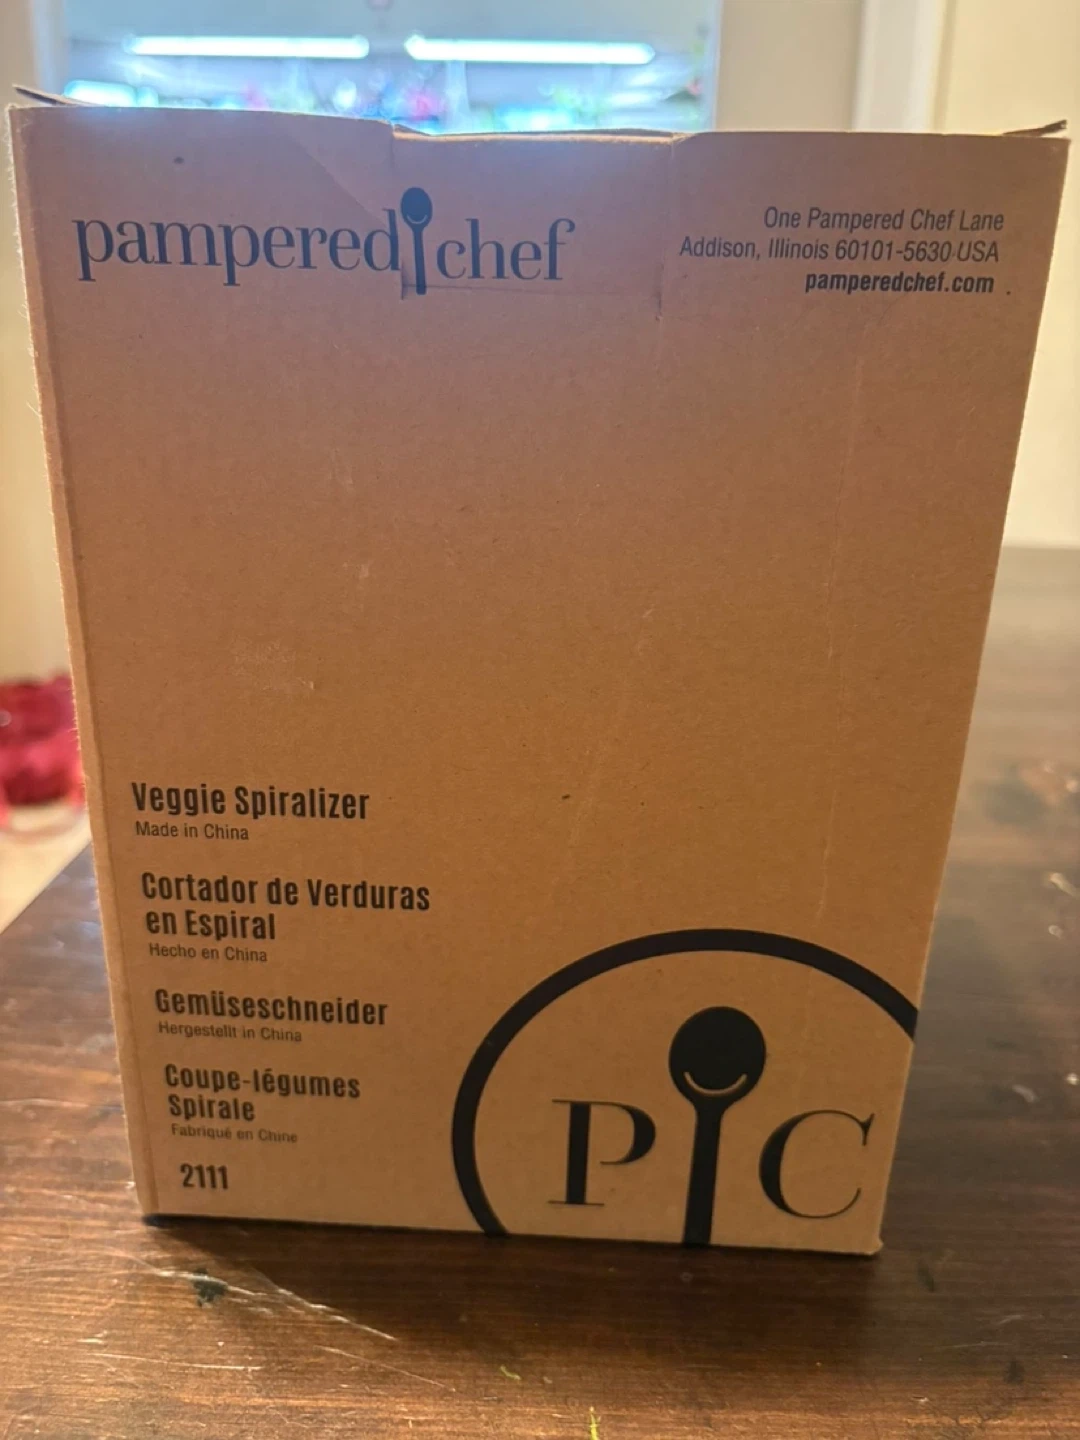 pampered chef
One Pampered Chef Lane
Addison, Illinois 60101-5630 USA
pamperedchef.com
Veggie Spiralizer
Made in China
Cortador de Verduras
en Espiral
Hecho en China
Gemüseschneider
Hergestellt in China
Coupe-légumes
Spirale
Fabriqué en Chine
2111
P C